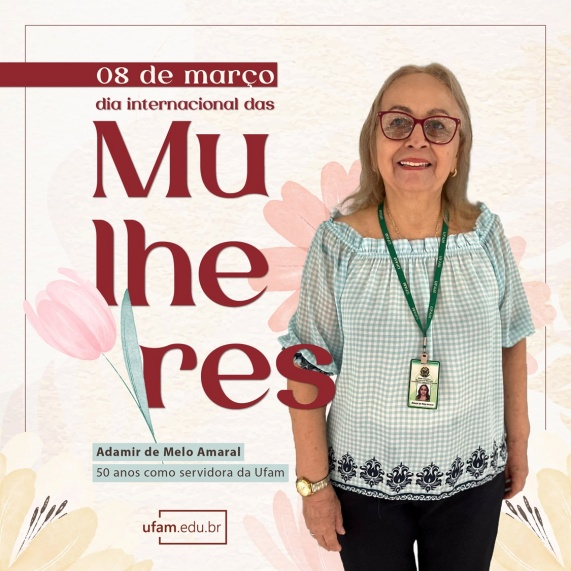 08 de março
dia internacional das
Mu
lhe
res
Adamir de Melo Amaral
50 anos como servidora da Ufam
ufam.edu.br